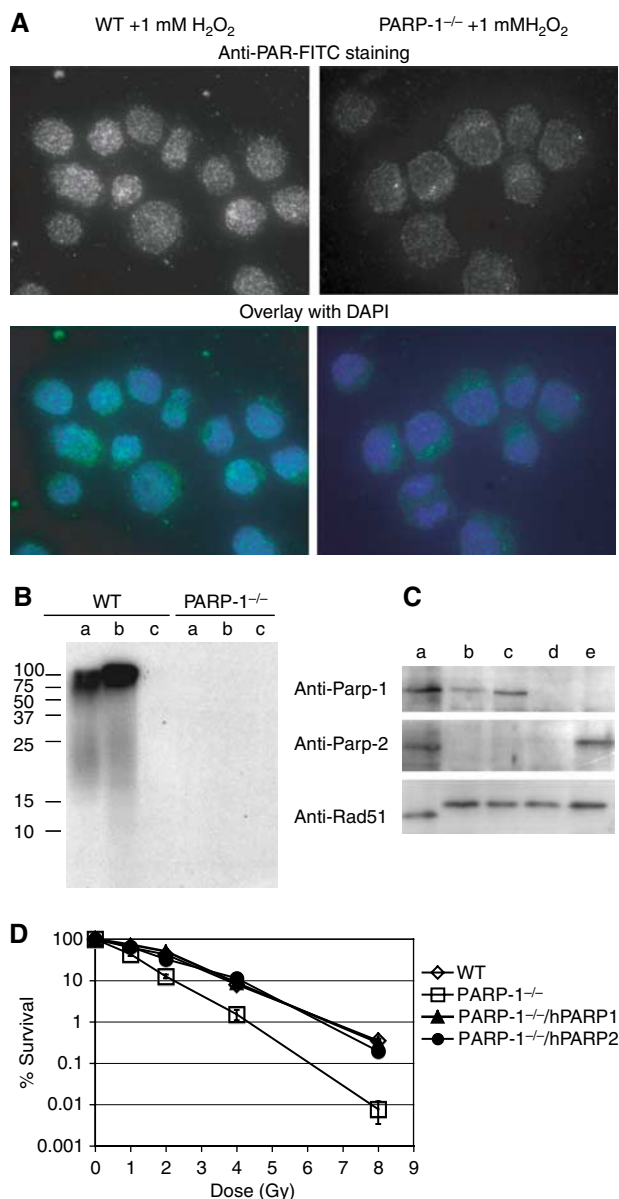 A
WT +1 mM H₂O₂
PARP-1⁻/⁻ +1 mMH₂O₂
Anti-PAR-FITC staining
Overlay with DAPI
B
WT
PARP-1⁻/⁻
a b c a b c
100
75
50
37
25
15
10
C
a b c d e
Anti-Parp-1
Anti-Parp-2
Anti-Rad51
D
% Survival
100
10
1
0.1
0.01
0.001
0 1 2 3 4 5 6 7 8 9
Dose (Gy)
WT
PARP-1⁻/⁻
PARP-1⁻/⁻/hPARP1
PARP-1⁻/⁻/hPARP2